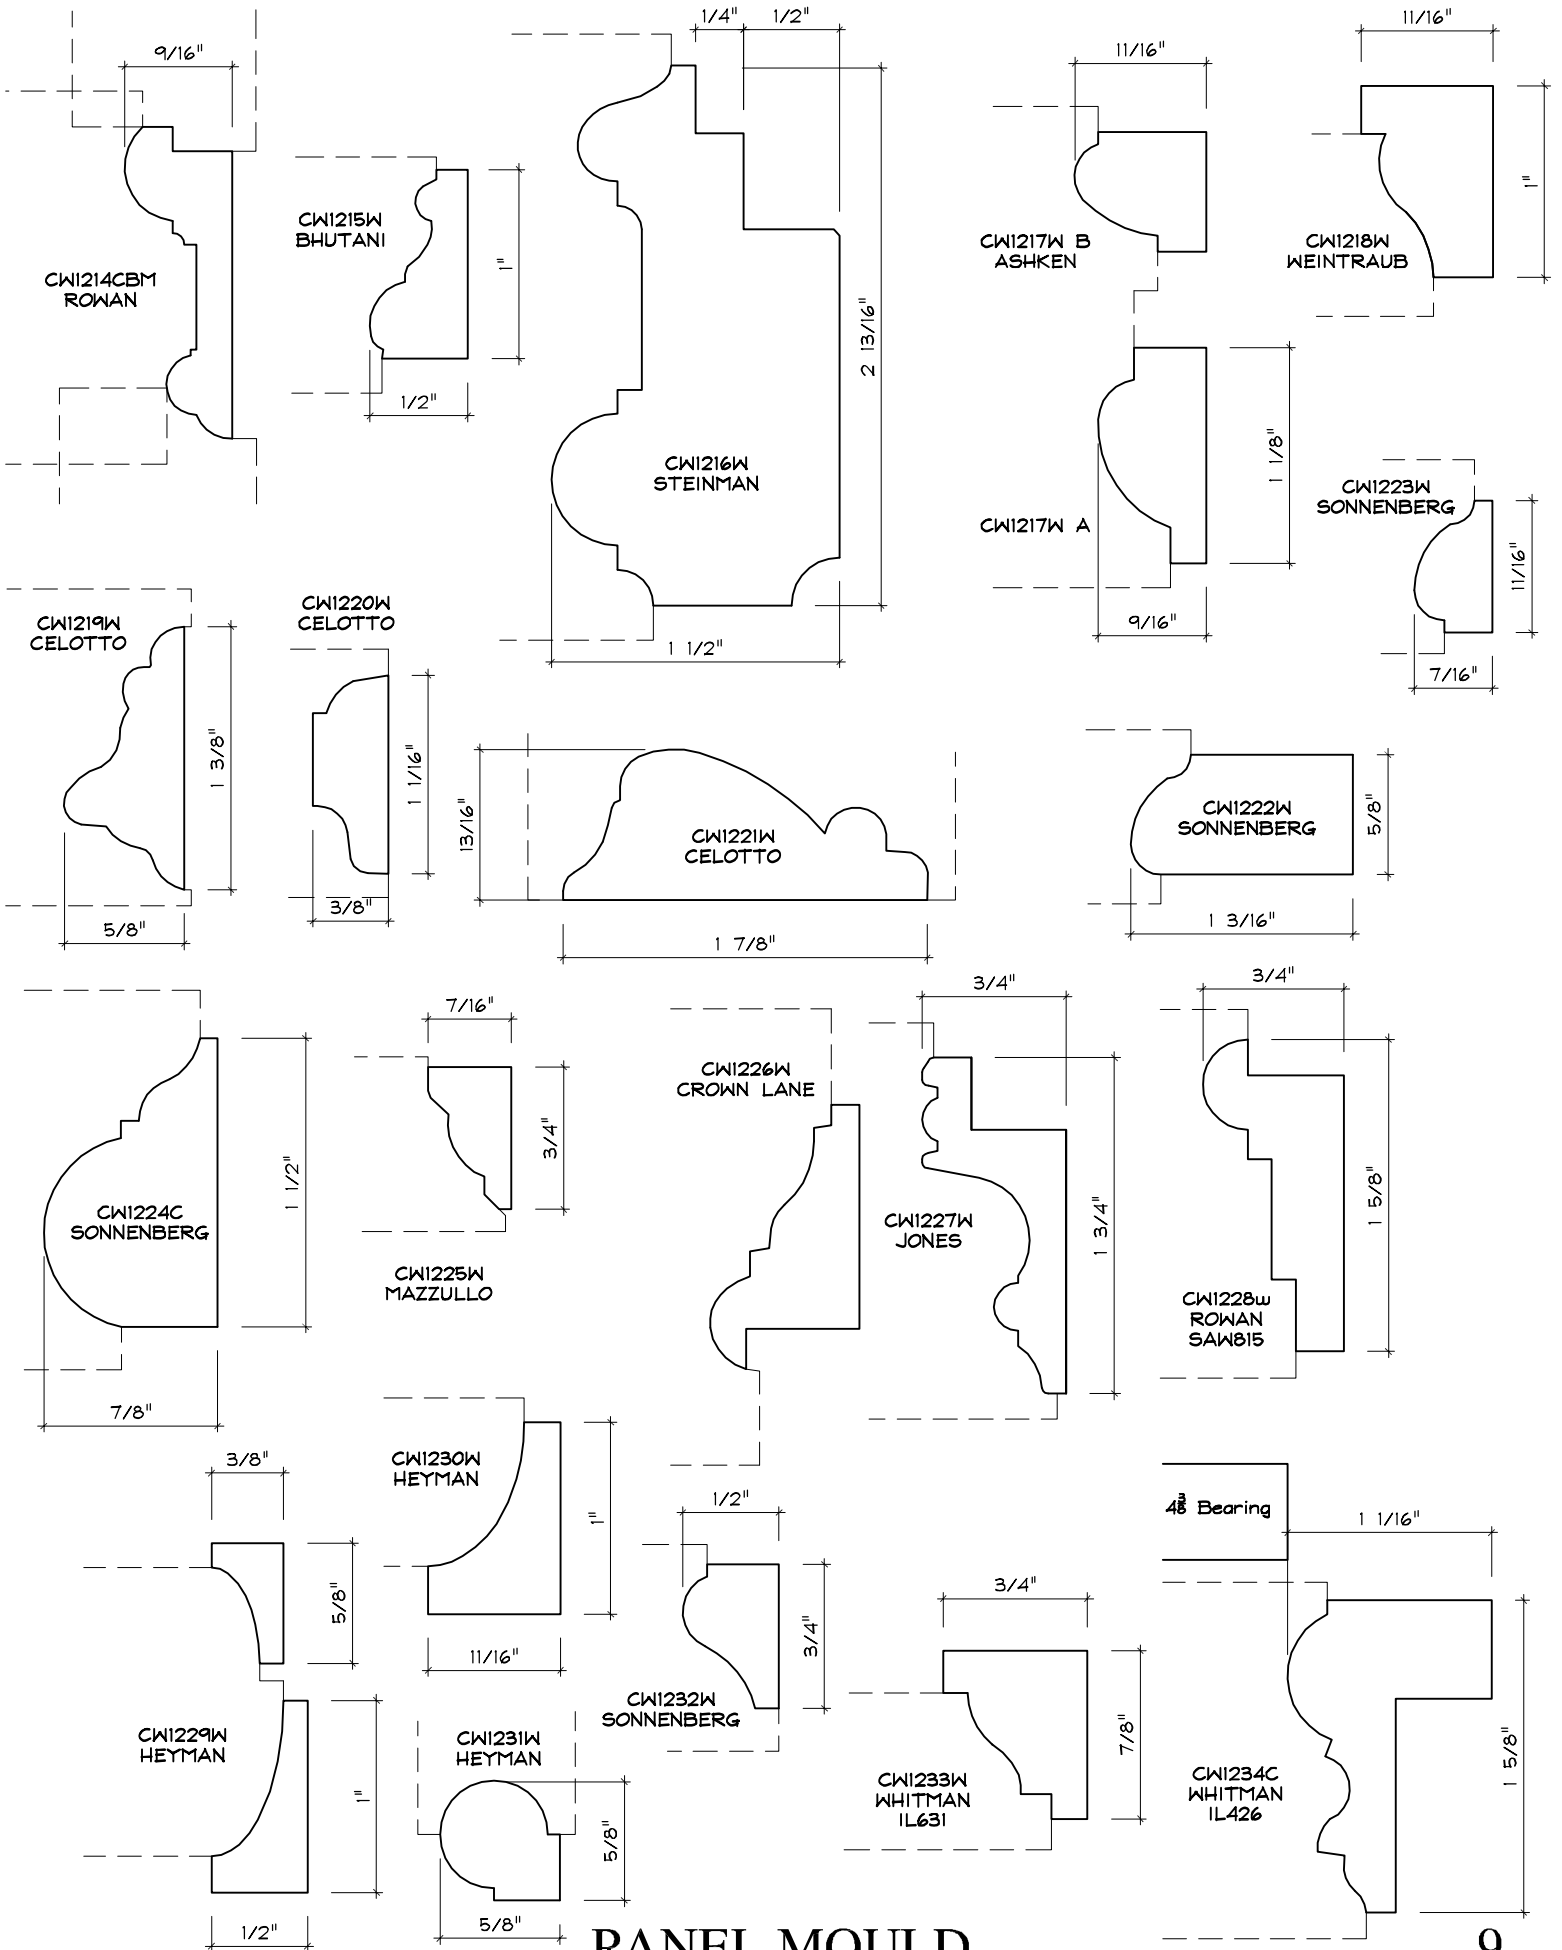 9/16"
1/4"
1/2"
11/16"
11/16"
CW1214CBM
ROWAN
CW1215W
BHUTANI
1"
1/2"
CW1216W
STEINMAN
2 13/16"
1 1/2"
CW1217W B
ASHKEN
CW1217W A
1 1/8"
9/16"
CW1218W
WEINTRAUB
1"
CW1223W
SONNENBERG
11/16"
7/16"
CW1219W
CELOTTO
1 3/8"
5/8"
CW1220W
CELOTTO
1 1/16"
3/8"
13/16"
CW1221W
CELOTTO
1 7/8"
CW1222W
SONNENBERG
5/8"
1 3/16"
CW1224C
SONNENBERG
1 1/2"
7/8"
7/16"
3/4"
CW1225W
MAZZULLO
CW1226W
CROWN LANE
3/4"
CW1227W
JONES
1 3/4"
3/4"
CW1228w
ROWAN
SAW815
1 5/8"
3/8"
5/8"
CW1229W
HEYMAN
1"
1/2"
CW1230W
HEYMAN
1"
11/16"
CW1231W
HEYMAN
5/8"
5/8"
1/2"
CW1232W
SONNENBERG
3/4"
3/4"
CW1233W
WHITMAN
IL631
7/8"
Bearing
1 1/16"
CW1234C
WHITMAN
IL426
1 5/8"
PANEL MOULD
9